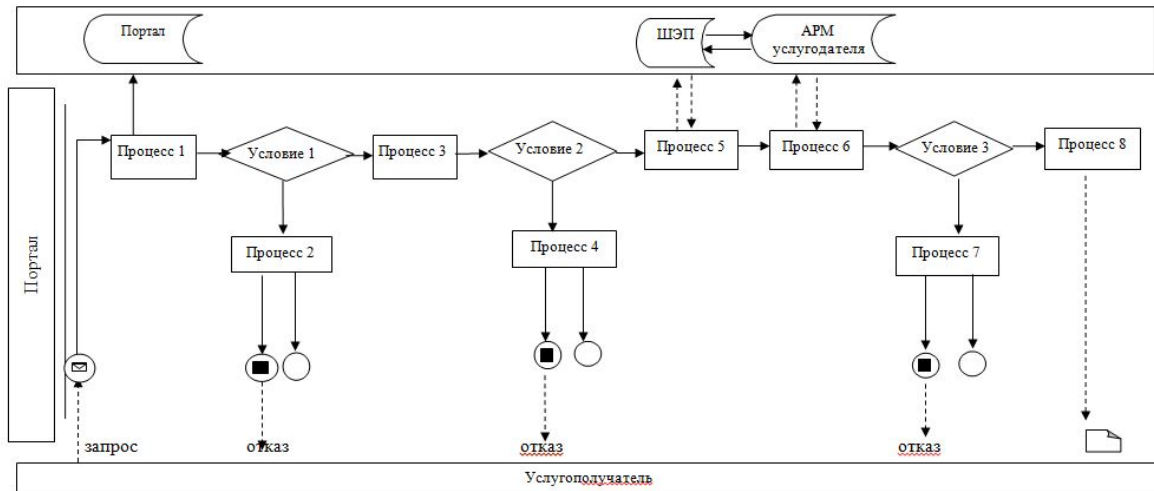 Портал
ШЭП
АРМ
услугодателя
Портал
Процесс 1
Условие 1
Процесс 3
Условие 2
Процесс 5
Процесс 6
Условие 3
Процесс 8
Процесс 2
Процесс 4
Процесс 7
запрос
отказ
отказ
отказ
Услугополучатель